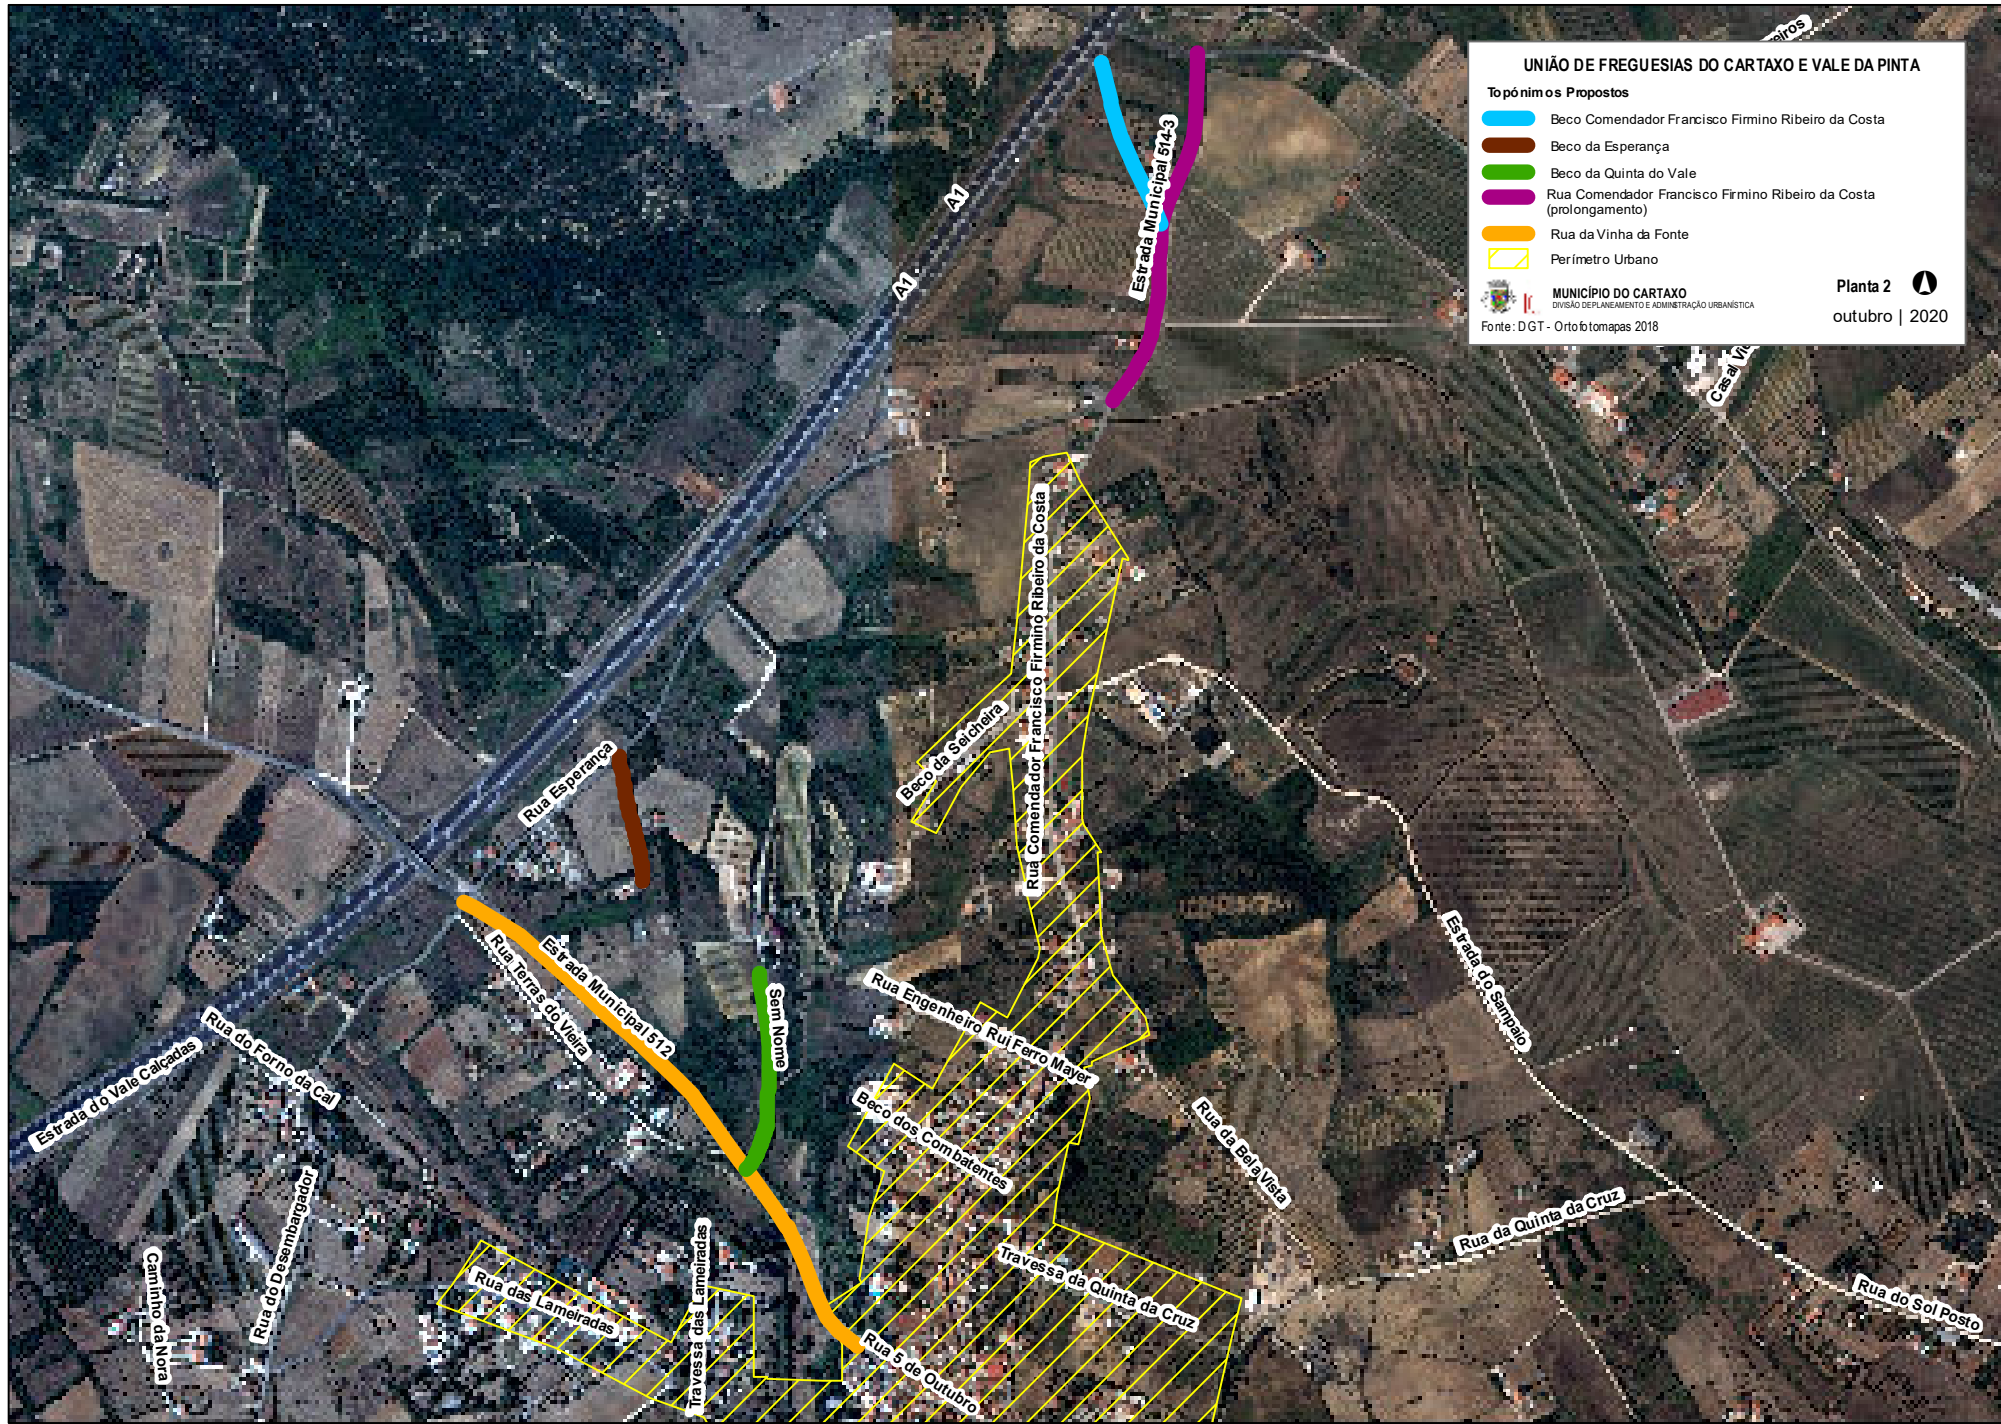 eiros
UNIÃO DE FREGUESIAS DO CARTAXO E VALE DA PINTA
Topónimos Propostos
Beco Comendador Francisco Firmino Ribeiro da Costa
Beco da Esperança
Beco da Quinta do Vale
Rua Comendador Francisco Firmino Ribeiro da Costa
(prolongamento)
Rua da Vinha da Fonte
Perímetro Urbano
MUNICÍPIO DO CARTAXO
DIVISÃO DE PLANEAMENTO E ADMINISTRAÇÃO URBANÍSTICA
Fonte: DGT - Ortofotomapas 2018
Planta 2
outubro | 2020
A1
A1
Estrada Municipal 514-3
Casal Vi
Rua Comendador Francisco Firmino Ribeiro da Costa
Beco da Seicheira
Rua Esperança
Estrada Municipal 512
Rua Terras do Vieira
Sem Nome
Rua Engenheiro Rui Ferro Mayer
Estrada do Sampaio
Estrada do Vale Calçadas
Rua do Forno da Cal
Beco dos Combatentes
Rua da Bela Vista
Rua do Desembargador
Caminho da Nora
Rua das Lameiradas
Travessa das Lameiradas
Travessa da Quinta da Cruz
Rua da Quinta da Cruz
Rua do Sol Posto
Rua 5 de Outubro